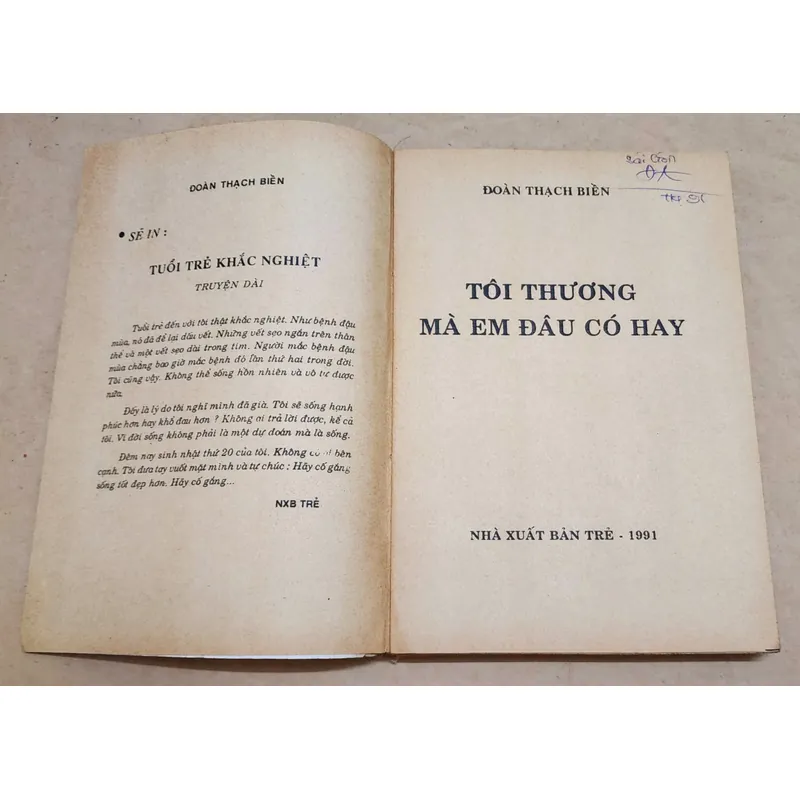 ĐOÀN THẠCH BIỀN
• SẼ IN :
TUỔI TRẺ KHẮC NGHIỆT
TRUYỆN DÀI
Tuổi trẻ đến với tôi thật khắc nghiệt. Như bệnh đậu
mùa, nó đã để lại dấu vết. Những vết sẹo ngắn trên thân
thể và một vết sẹo dài trong tim. Người mắc bệnh đậu
mùa chẳng bao giờ mắc bệnh đó lần thứ hai trong đời.
Tôi cũng vậy. Không thể sống hồn nhiên và vô tư được
nữa.
Đấy là lý do tôi nghĩ mình đã già. Tôi sẽ sống hạnh
phúc hơn hay khổ đau hơn ? Không ai trả lời được, kể cả
tôi. Vì đời sống không phải là một dự đoán mà là sống.
Đêm nay sinh nhật thứ 20 của tôi. Không có ai bên
cạnh. Tôi đưa tay vuốt mặt mình và tự chúc : Hãy cố gắng
sống tốt đẹp hơn. Hãy cố gắng...
NXB TRẺ
Sài Gòn
ĐOÀN THẠCH BIỀN
TÔI THƯƠNG
MÀ EM ĐÂU CÓ HAY
NHÀ XUẤT BẢN TRẺ - 1991